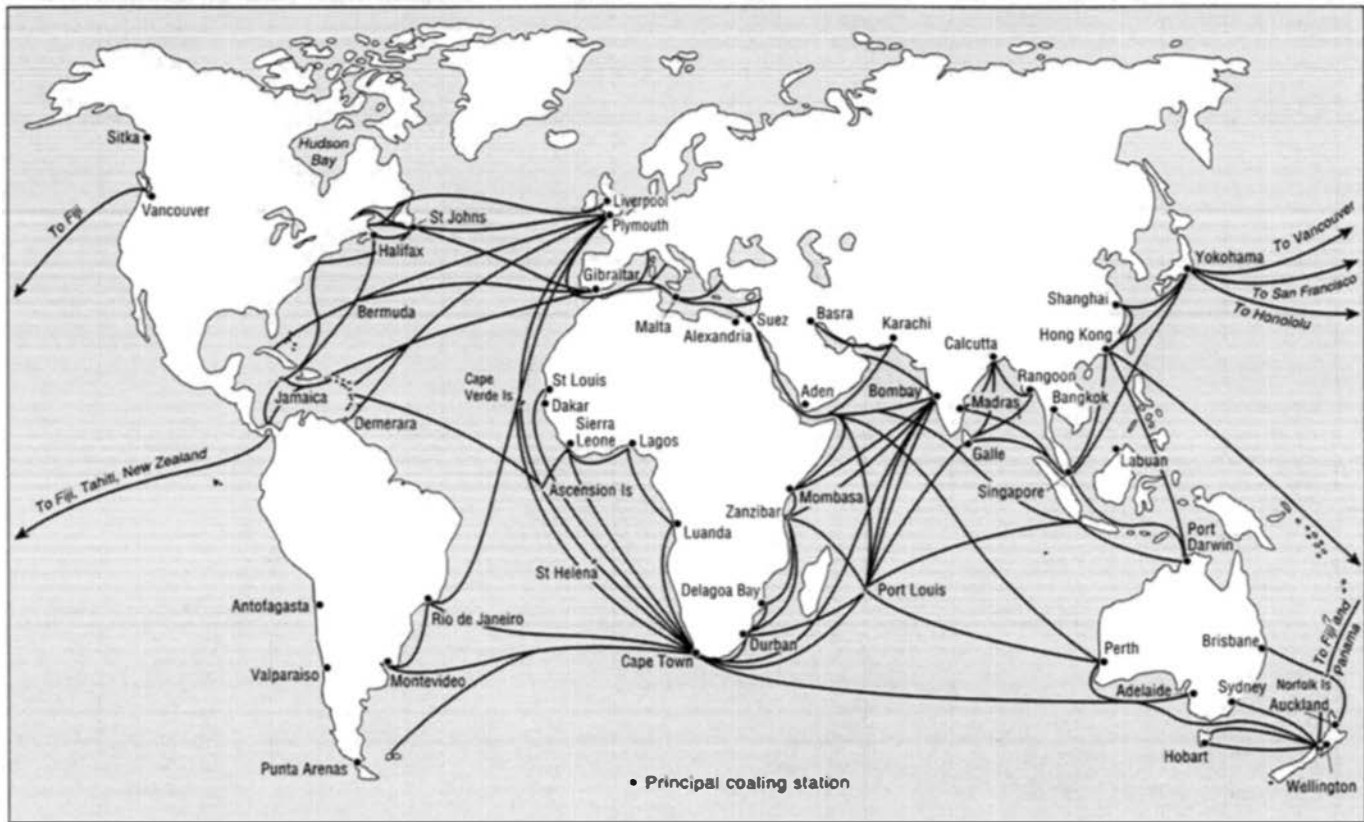 Sitka
Hudson
Bay
Vancouver
To Fiji
St Johns
Halifax
Liverpool
Plymouth
Gibraltar
Bermuda
Malta
Alexandria
Suez
Basra
Karachi
Calcutta
Shanghai
Hong Kong
Yokohama
To Vancouver
To San Francisco
To Honololu
Jamaica
Demerara
Cape
Verde Is
St Louis
Dakar
Sierra
Leone
Lagos
Aden
Bombay
Madras
Rangoon
Bangkok
Galle
Labuan
Singapore
To Fiji, Tahiti, New Zealand
Ascension Is
Luanda
Mombasa
Zanzibar
Port
Darwin
St Helena
Delagoa Bay
Port Louis
Antofagasta
Rio de Janeiro
Durban
Cape Town
Perth
Brisbane
To Fiji and
Panama
Valparaiso
Montevideo
Adelaide
Sydney
Norfolk Is
Auckland
Punta Arenas
Hobart
Wellington
• Principal coaling station